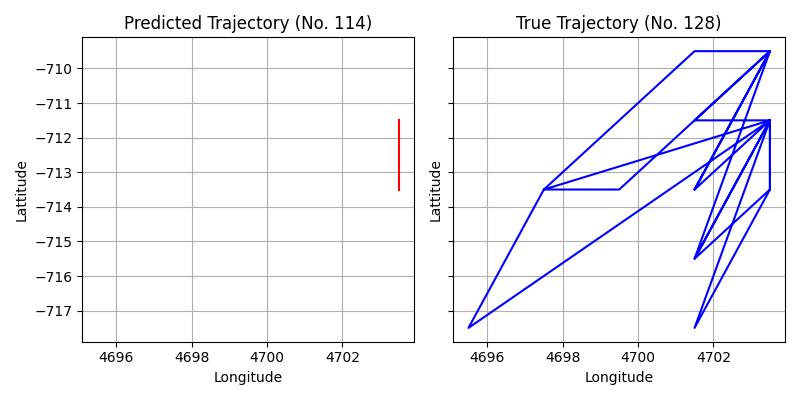 Predicted Trajectory (No. 114)
True Trajectory (No. 128)
−710
−711
−712
−713
−714
−715
−716
−717
Lattitude
Lattitude
4696 4698 4700 4702
4696 4698 4700 4702
Longitude
Longitude